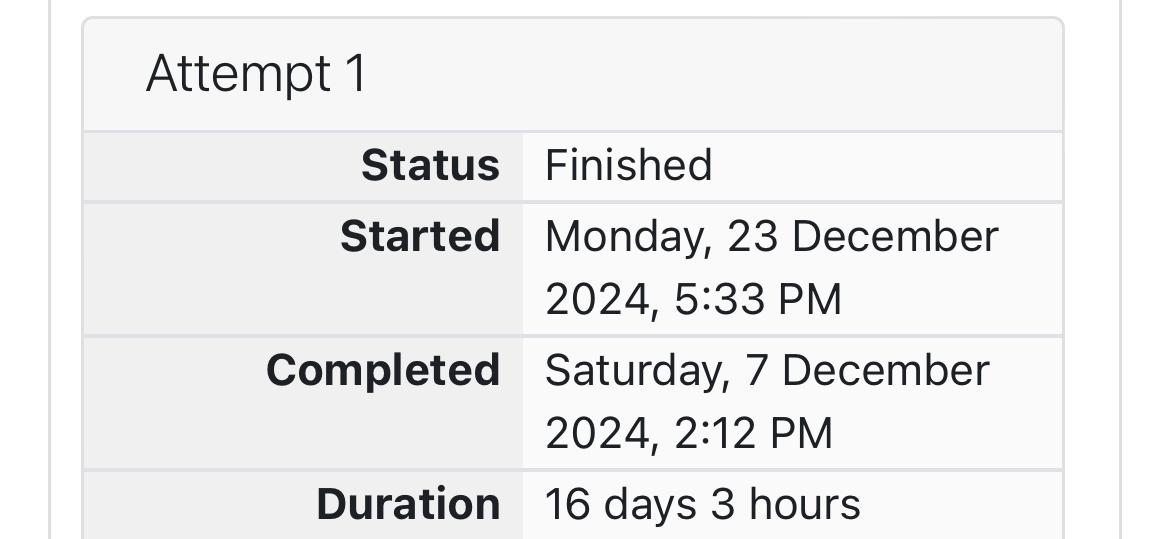 Attempt 1
Status Finished
Started Monday, 23 December
2024, 5:33 PM
Completed Saturday, 7 December
2024, 2:12 PM
Duration 16 days 3 hours